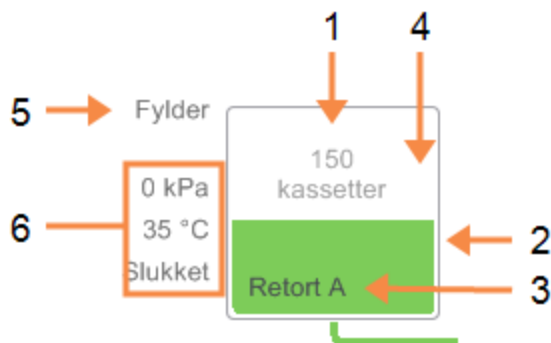 1
4
5
Fylder
150
kassetter
0 kPa
6
35 °C
2
Slukket
Retort A
3